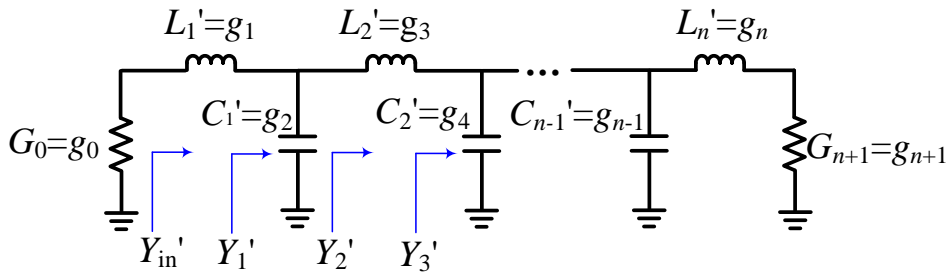 L1'=g1
L2'=g3
Ln'=gn
...
G0=g0
C1'=g2
C2'=g4
Cn-1'=gn-1
Gn+1=gn+1
Yin'
Y1'
Y2'
Y3'